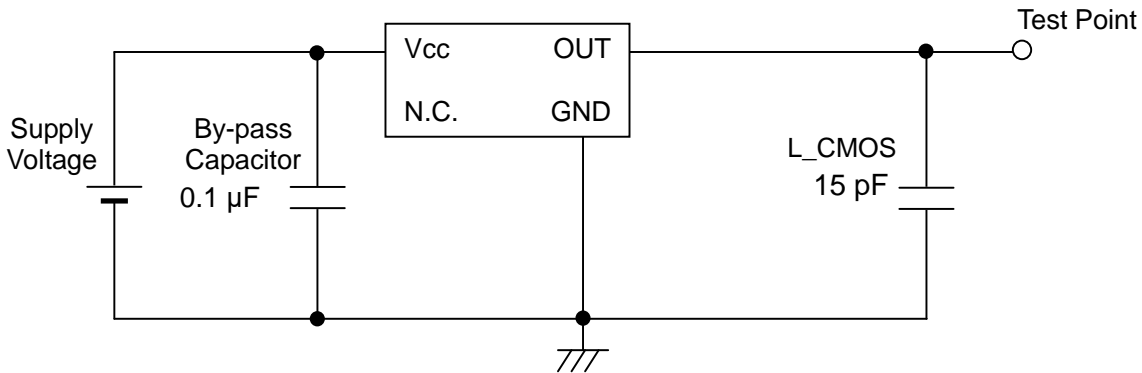 Test Point
Vcc OUT
N.C. GND
Supply
Voltage
By-pass
Capacitor
0.1 µF
L_CMOS
15 pF